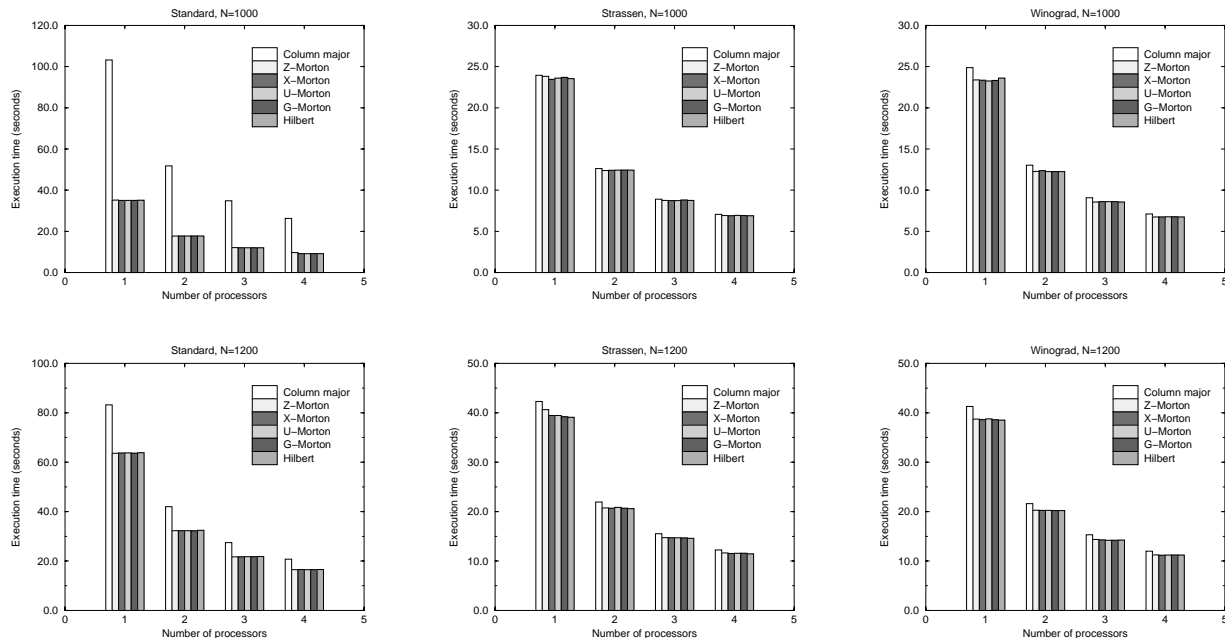 Standard, N=1000
120.0
100.0
80.0
60.0
40.0
20.0
0.0
Execution time (seconds)
Column major
Z−Morton
X−Morton
U−Morton
G−Morton
Hilbert
0 1 2 3 4 5
Number of processors
Strassen, N=1000
30.0
25.0
20.0
15.0
10.0
5.0
0.0
Execution time (seconds)
Column major
Z−Morton
X−Morton
U−Morton
G−Morton
Hilbert
0 1 2 3 4 5
Number of processors
Winograd, N=1000
30.0
25.0
20.0
15.0
10.0
5.0
0.0
Execution time (seconds)
Column major
Z−Morton
X−Morton
U−Morton
G−Morton
Hilbert
0 1 2 3 4 5
Number of processors
Standard, N=1200
100.0
80.0
60.0
40.0
20.0
0.0
Execution time (seconds)
Column major
Z−Morton
X−Morton
U−Morton
G−Morton
Hilbert
0 1 2 3 4 5
Number of processors
Strassen, N=1200
50.0
40.0
30.0
20.0
10.0
0.0
Execution time (seconds)
Column major
Z−Morton
X−Morton
U−Morton
G−Morton
Hilbert
0 1 2 3 4 5
Number of processors
Winograd, N=1200
50.0
40.0
30.0
20.0
10.0
0.0
Execution time (seconds)
Column major
Z−Morton
X−Morton
U−Morton
G−Morton
Hilbert
0 1 2 3 4 5
Number of processors